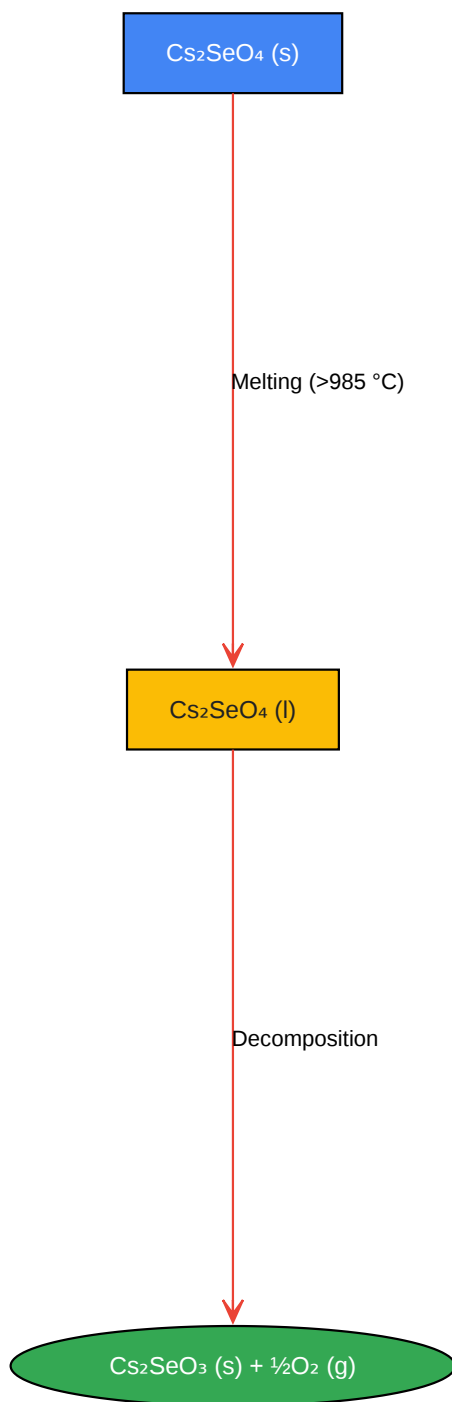 Cs₂SeO₄ (s)
Melting (>985 °C)
Cs₂SeO₄ (l)
Decomposition
Cs₂SeO₃ (s) + ½O₂ (g)